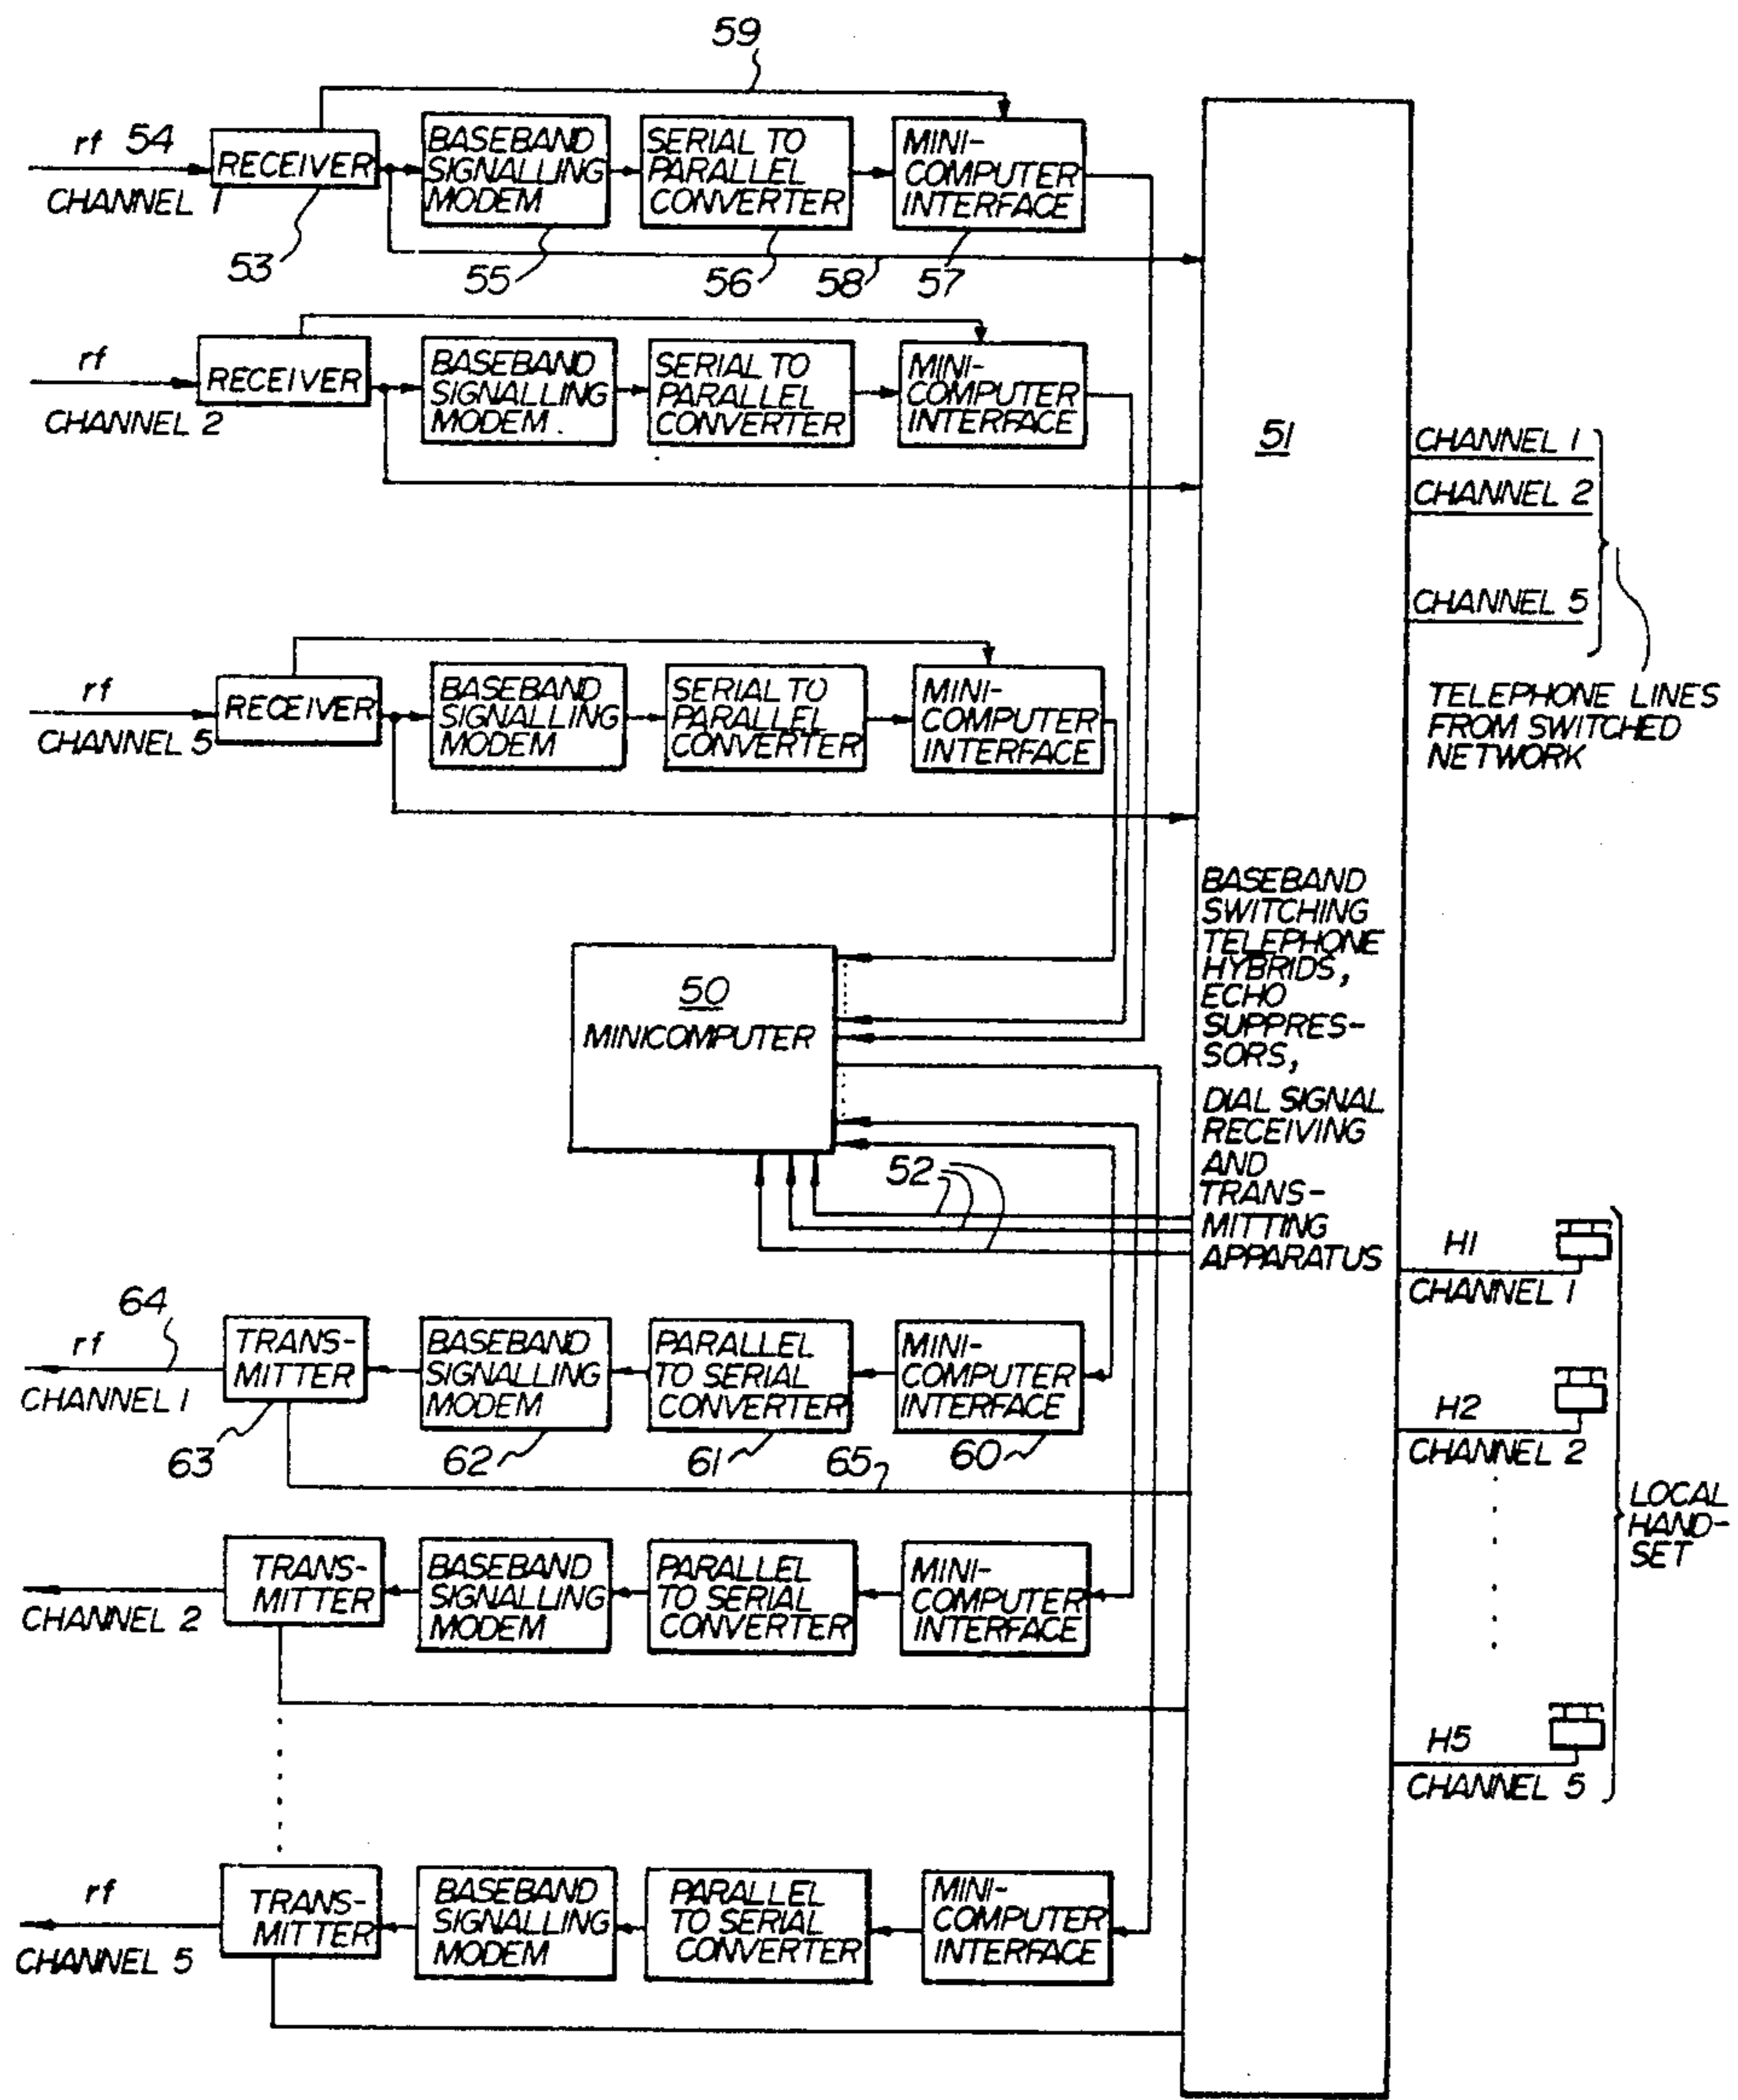 59
rf 54
CHANNEL 1
RECEIVER
BASEBAND
SIGNALLING
MODEM
SERIAL TO
PARALLEL
CONVERTER
MINI-
COMPUTER
INTERFACE
53
55
56
58
57
rf
CHANNEL 2
RECEIVER
BASEBAND
SIGNALLING
MODEM.
SERIAL TO
PARALLEL
CONVERTER
MINI-
COMPUTER
INTERFACE
51
CHANNEL 1
CHANNEL 2
CHANNEL 5
TELEPHONE LINES
FROM SWITCHED
NETWORK
rf
CHANNEL 5
RECEIVER
BASEBAND
SIGNALLING
MODEM
SERIAL TO
PARALLEL
CONVERTER
MINI-
COMPUTER
INTERFACE
BASEBAND
SWITCHING
TELEPHONE
HYBRIDS,
ECHO
SUPPRES-
SORS,
DIAL SIGNAL
RECEIVING
AND
TRANS-
MITTING
APPARATUS
50
MINICOMPUTER
52
64
rf
CHANNEL 1
TRANS-
MITTER
BASEBAND
SIGNALLING
MODEM
PARALLEL
TO SERIAL
CONVERTER
MINI-
COMPUTER
INTERFACE
63
62
61
65
60
H1
CHANNEL 1
H2
CHANNEL 2
H5
CHANNEL 5
LOCAL
HAND-
SET
CHANNEL 2
TRANS-
MITTER
BASEBAND
SIGNALLING
MODEM
PARALLEL
TO SERIAL
CONVERTER
MINI-
COMPUTER
INTERFACE
rf
CHANNEL 5
TRANS-
MITTER
BASEBAND
SIGNALLING
MODEM
PARALLEL
TO SERIAL
CONVERTER
MINI-
COMPUTER
INTERFACE